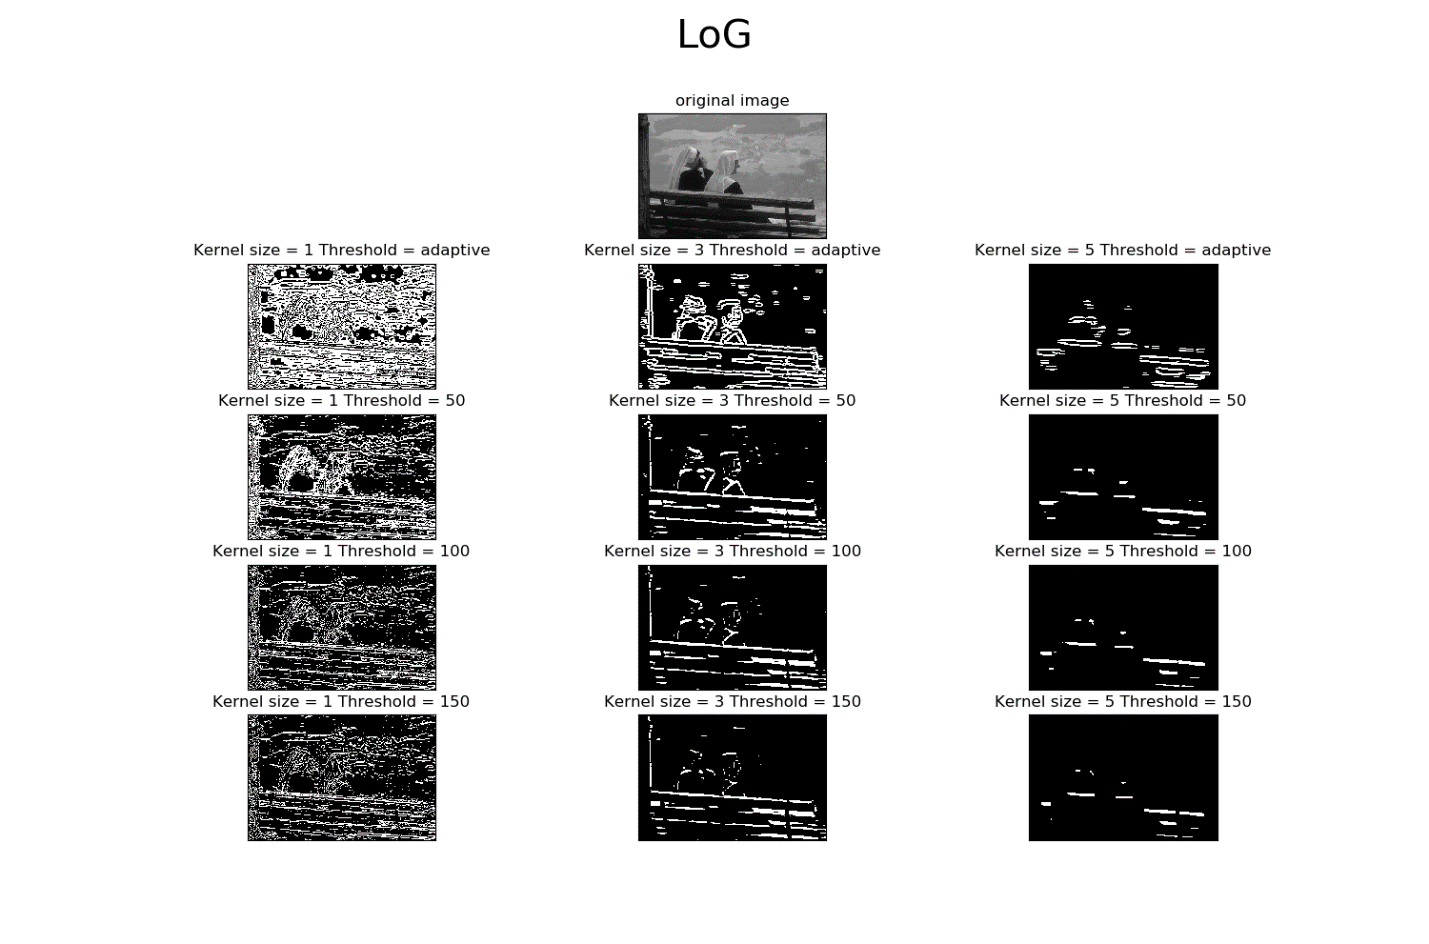 LoG
original image
Kernel size = 1 Threshold = adaptive
Kernel size = 3 Threshold = adaptive
Kernel size = 5 Threshold = adaptive
Kernel size = 1 Threshold = 50
Kernel size = 3 Threshold = 50
Kernel size = 5 Threshold = 50
Kernel size = 1 Threshold = 100
Kernel size = 3 Threshold = 100
Kernel size = 5 Threshold = 100
Kernel size = 1 Threshold = 150
Kernel size = 3 Threshold = 150
Kernel size = 5 Threshold = 150